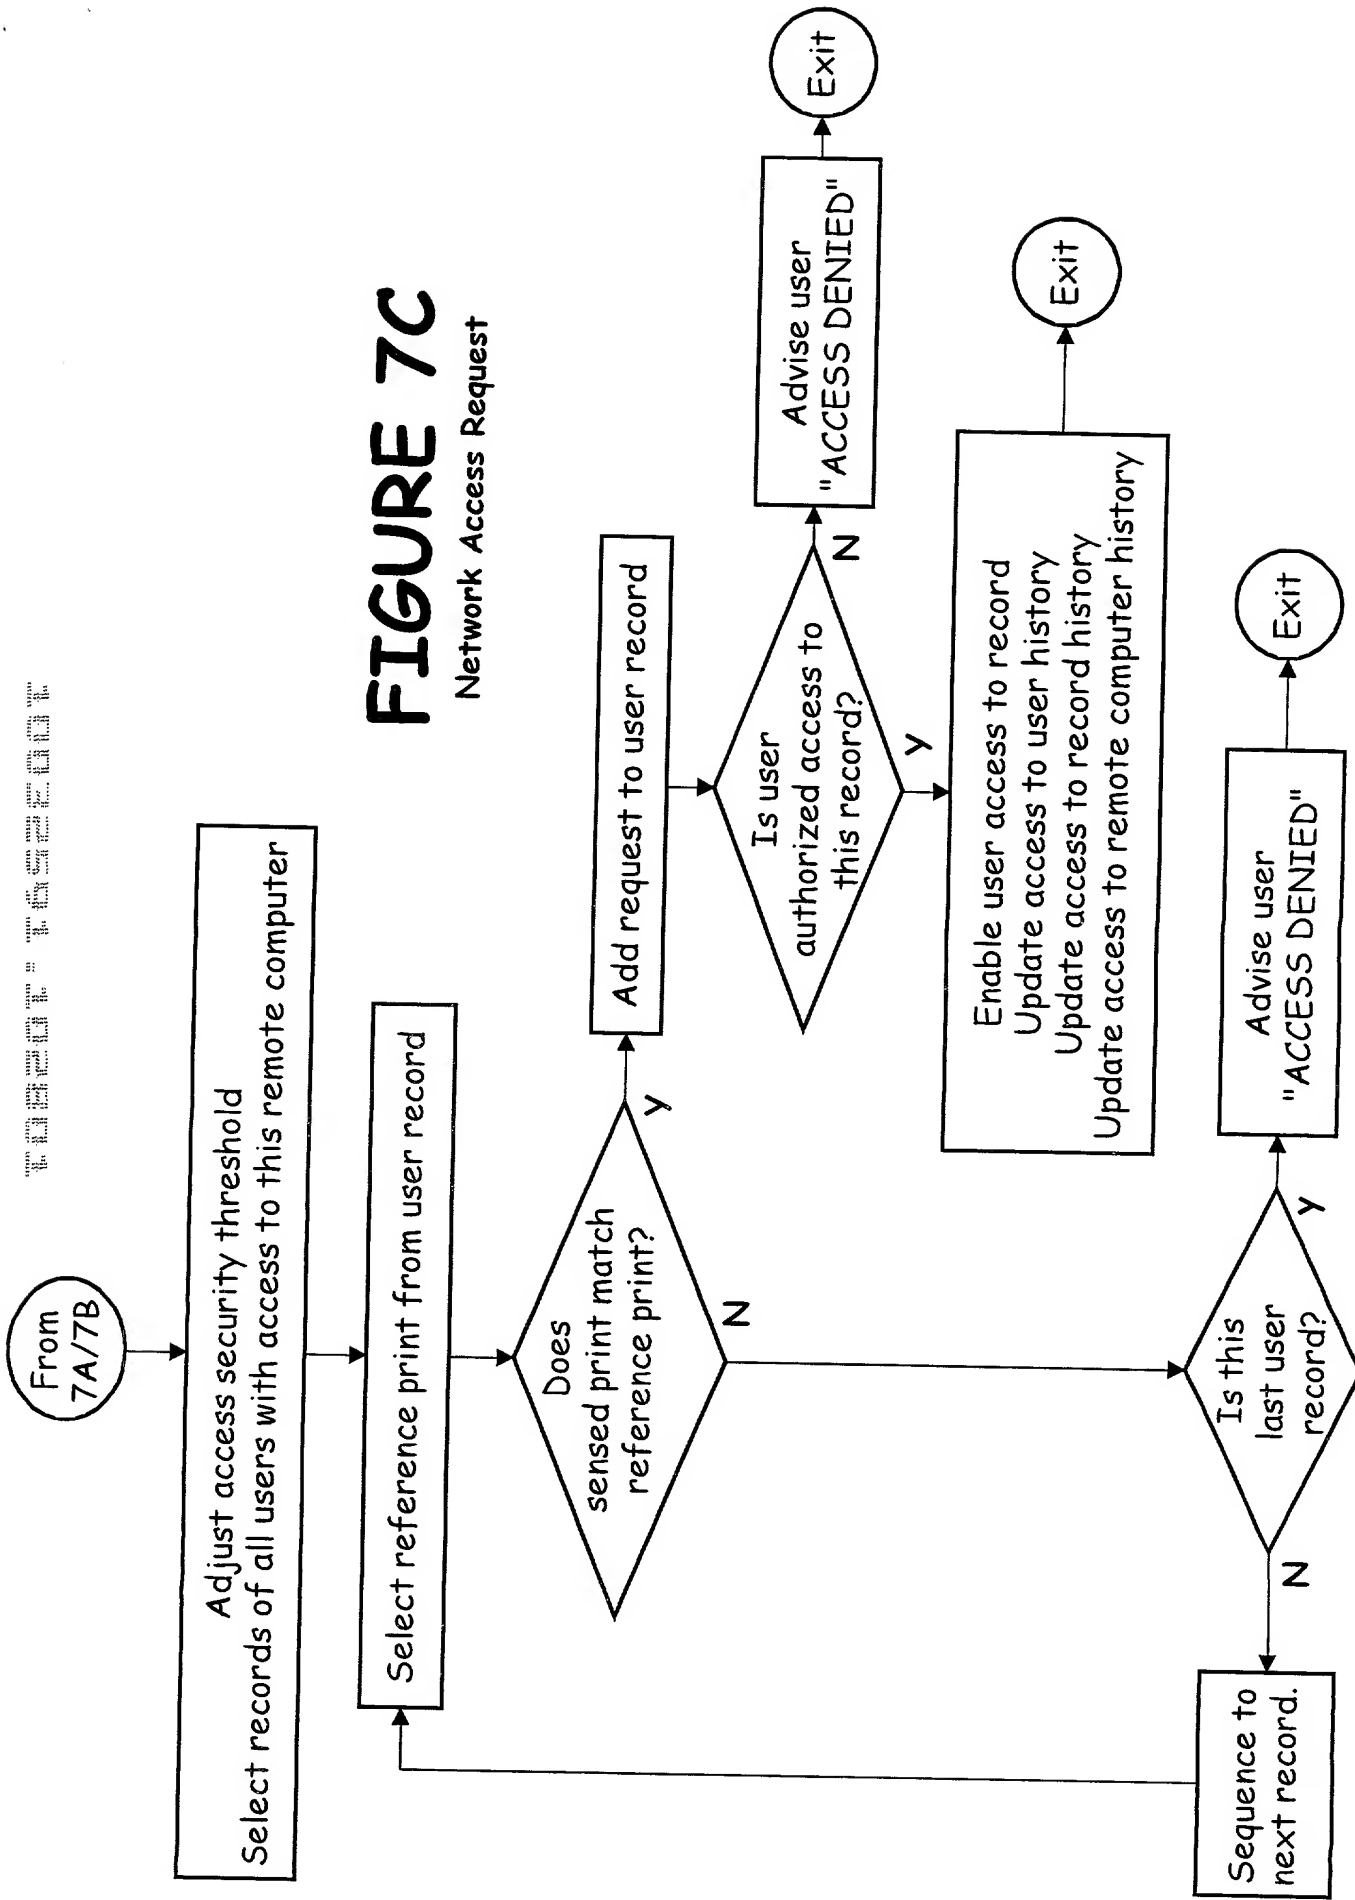 From
7A/7B
Adjust access security threshold
Select records of all users with access to this remote computer
Select reference print from user record
Does
sensed print match
reference print?
Y
N
Add request to user record
Is user
authorized access to
this record?
N
Y
Advise user
"ACCESS DENIED"
Exit
Enable user access to record
Update access to user history
Update access to record history
Update access to remote computer history
Exit
Is this
last user
record?
Y
N
Advise user
"ACCESS DENIED"
Exit
Sequence to
next record.
FIGURE 7C
Network Access Request